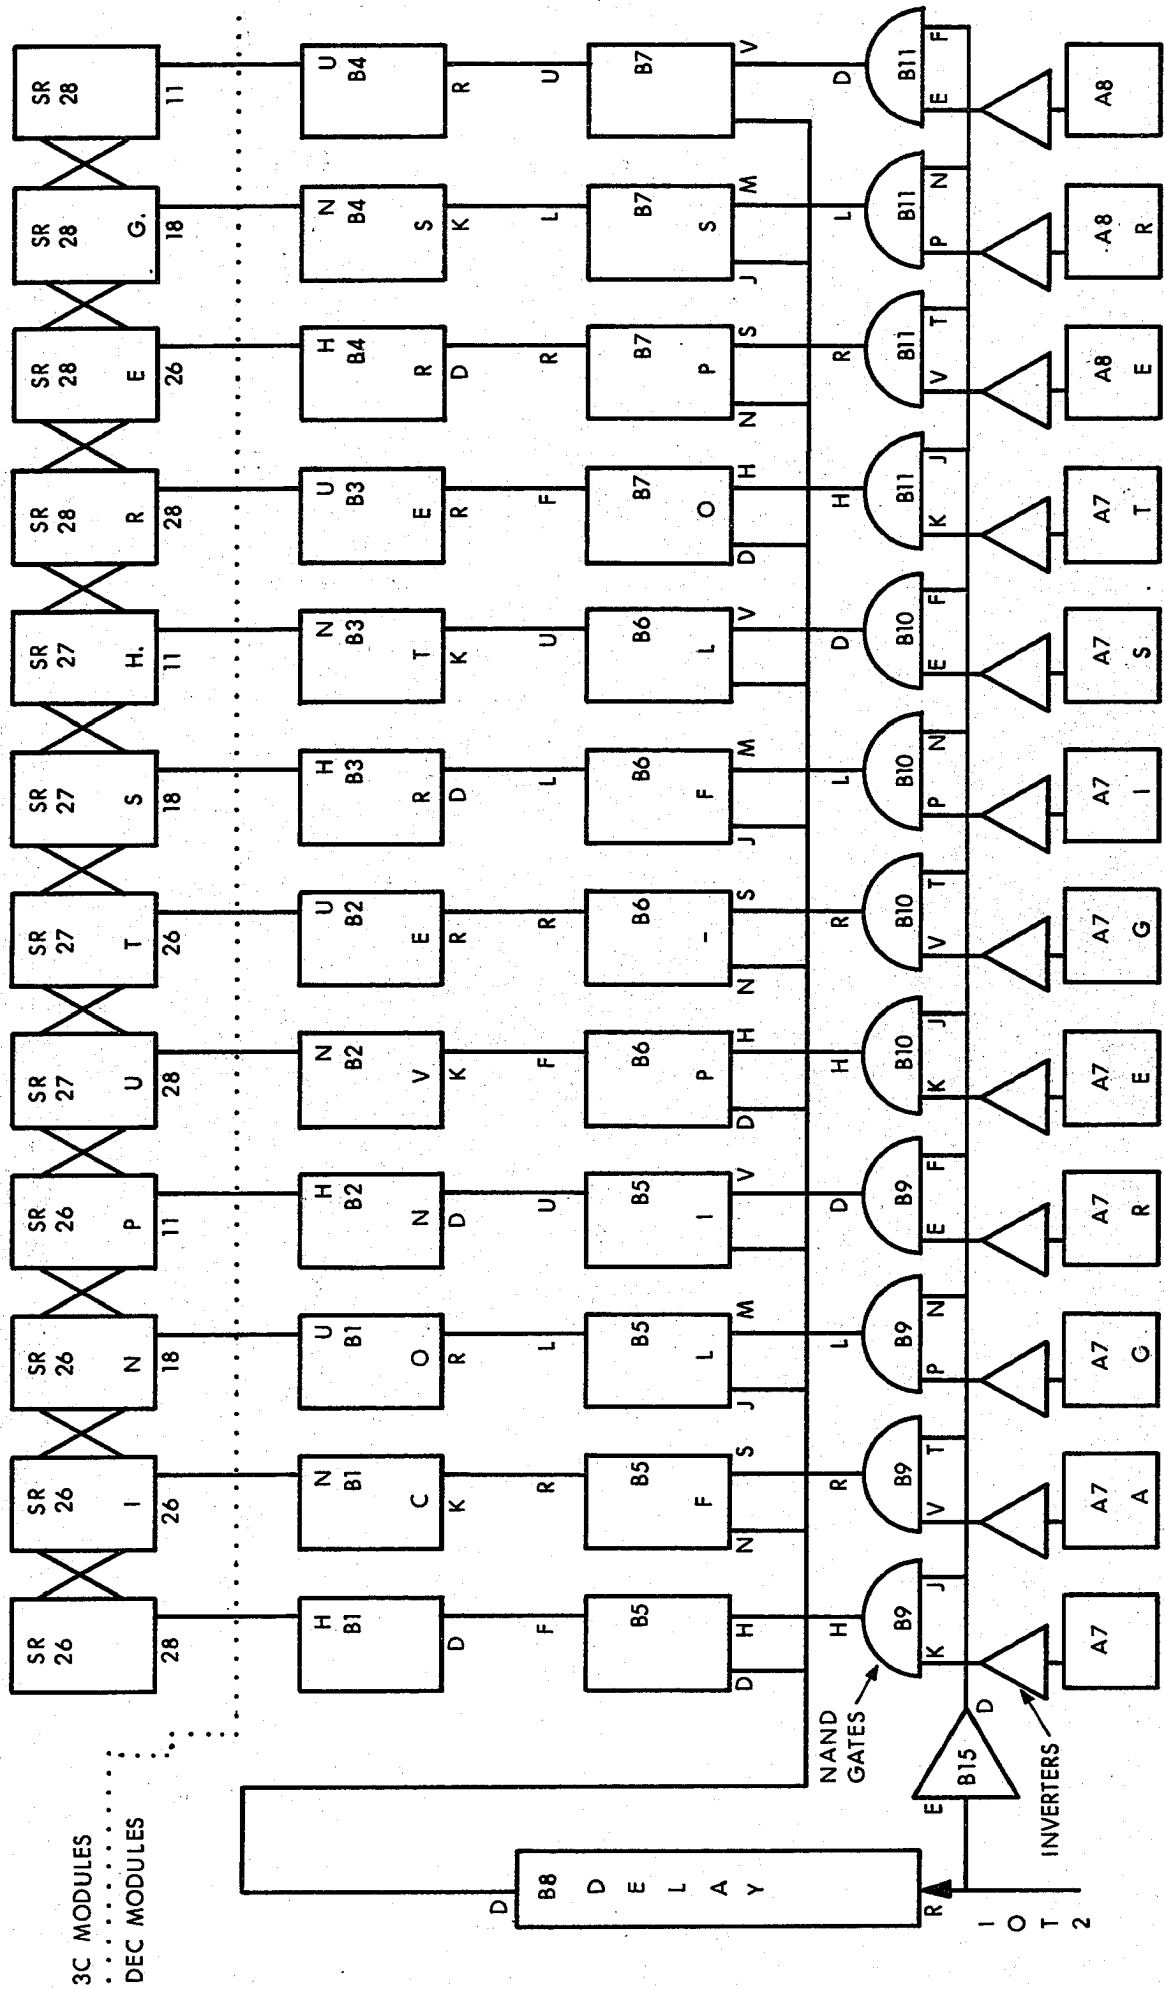 3C MODULES
DEC MODULES
SR SR SR SR SR SR SR SR SR SR SR SR
26 26 26 26 27 27 27 27 28 28 28 28
I N P U T S H. R E G.
28 26 18 11 28 26 18 11 28 26 18 11
H N U H N U H N U H N U
B1 B1 B1 B2 B2 B2 B3 B3 B3 B4 B4 B4
C O N V E R T E R S
D K R D K R D K R D K R
F R L U F R L U F R L U
B5 B5 B5 B5 B6 B6 B6 B6 B7 B7 B7 B7
F L I P - F L O P S
D H N S J M V D H N S J M V D H N S J M V
D
B8
DELAY
R
IOT 2
H R L D H R L D H R L D
NAND
GATES
B9 B9 B9 B9 B10 B10 B10 B10 B11 B11 B11 B11
K J V T P N E F K J V T P N E F K J V T P N E F
E
B15
D
INVERTERS
A7 A7 A7 A7 A7 A7 A7 A7 A7 A8 A8 A8
A C R E G I S T E R